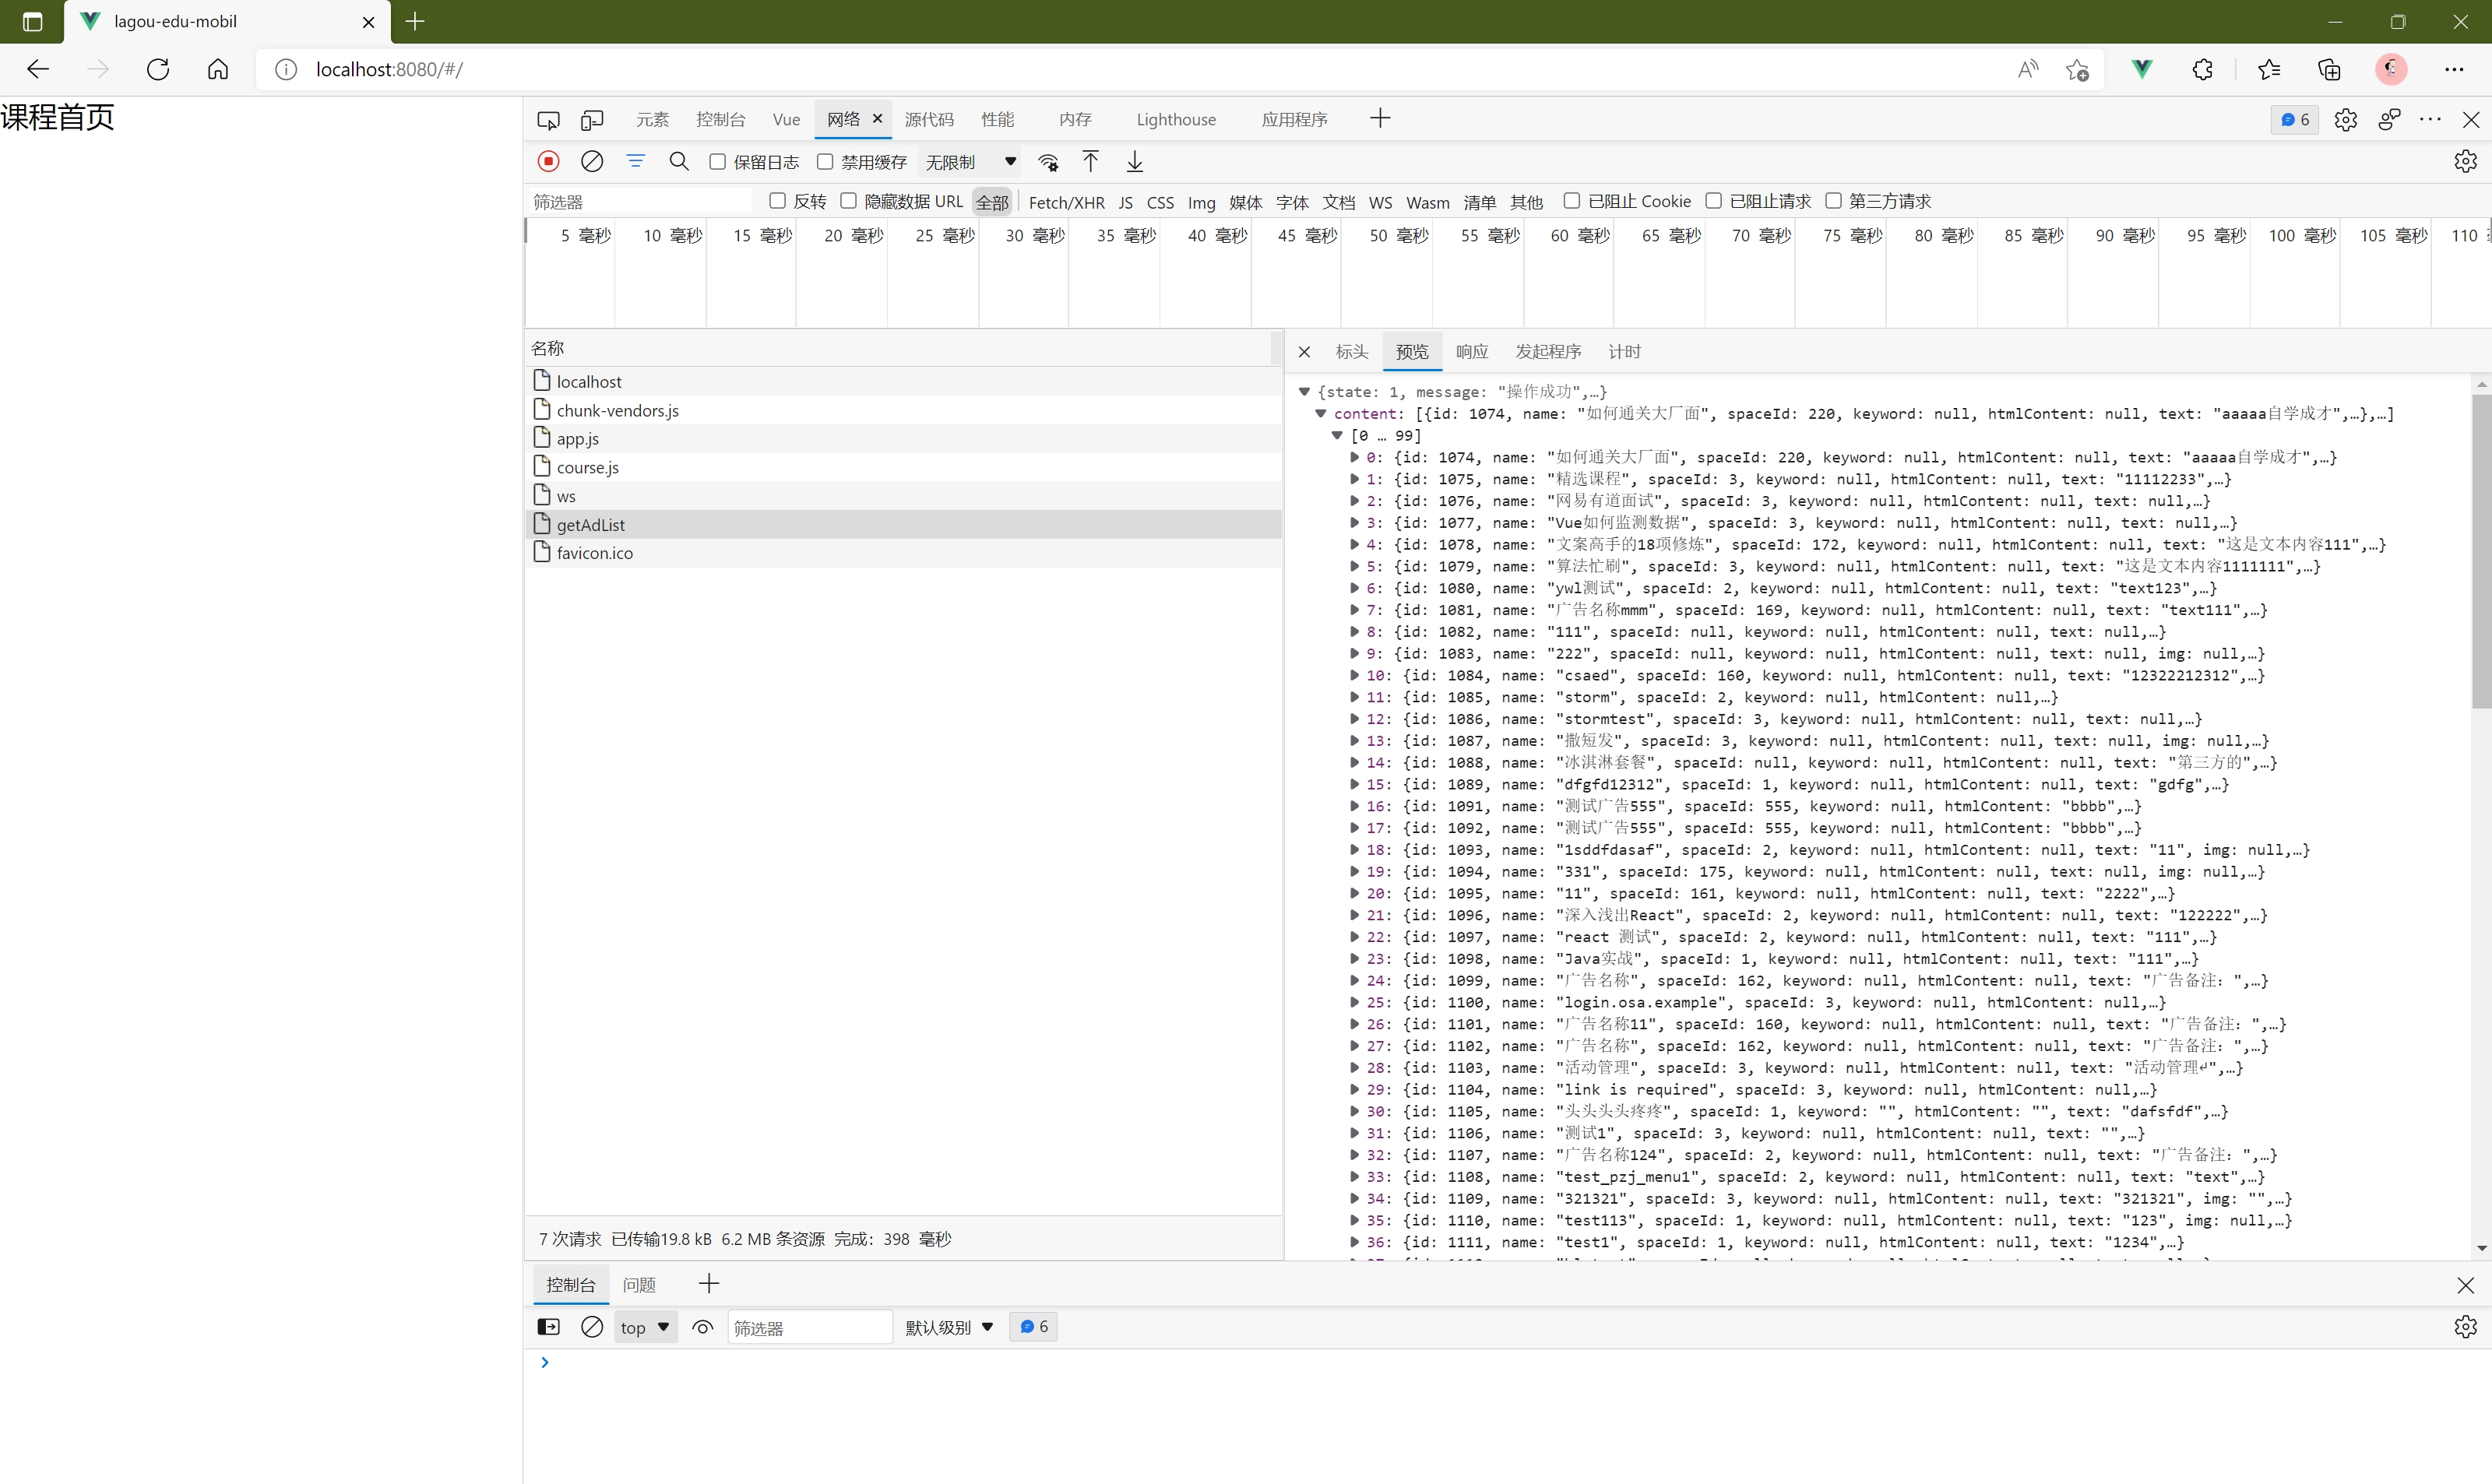 lagou-edu-mobil
localhost:8080/#/
课程首页
元素 控制台 Vue 网络 源代码 性能 内存 Lighthouse 应用程序 6
保留日志 禁用缓存 无限制
筛选器 反转 隐藏数据 URL 全部 Fetch/XHR JS CSS Img 媒体 字体 文档 WS Wasm 清单 其他 已阻止 Cookie 已阻止请求 第三方请求
5 毫秒 10 毫秒 15 毫秒 20 毫秒 25 毫秒 30 毫秒 35 毫秒 40 毫秒 45 毫秒 50 毫秒 55 毫秒 60 毫秒 65 毫秒 70 毫秒 75 毫秒 80 毫秒 85 毫秒 90 毫秒 95 毫秒 100 毫秒 105 毫秒 110
名称
localhost
chunk-vendors.js
app.js
course.js
ws
getAdList
favicon.ico
7 次请求 已传输19.8 kB 6.2 MB 条资源 完成: 398 毫秒
标头 预览 响应 发起程序 计时
{state: 1, message: "操作成功",…}
content: [{id: 1074, name: "如何通关大厂面", spaceId: 220, keyword: null, htmlContent: null, text: "aaaaa自学成才",…},…]
[0 … 99]
0: {id: 1074, name: "如何通关大厂面", spaceId: 220, keyword: null, htmlContent: null, text: "aaaaa自学成才",…}
1: {id: 1075, name: "精选课程", spaceId: 3, keyword: null, htmlContent: null, text: "11112233",…}
2: {id: 1076, name: "网易有道面试", spaceId: 3, keyword: null, htmlContent: null, text: null,…}
3: {id: 1077, name: "Vue如何监测数据", spaceId: 3, keyword: null, htmlContent: null, text: null,…}
4: {id: 1078, name: "文案高手的18项修炼", spaceId: 172, keyword: null, htmlContent: null, text: "这是文本内容111",…}
5: {id: 1079, name: "算法忙刷", spaceId: 3, keyword: null, htmlContent: null, text: "这是文本内容1111111",…}
6: {id: 1080, name: "ywl测试", spaceId: 2, keyword: null, htmlContent: null, text: "text123",…}
7: {id: 1081, name: "广告名称mmm", spaceId: 169, keyword: null, htmlContent: null, text: "text111",…}
8: {id: 1082, name: "111", spaceId: null, keyword: null, htmlContent: null, text: null,…}
9: {id: 1083, name: "222", spaceId: null, keyword: null, htmlContent: null, text: null, img: null,…}
10: {id: 1084, name: "csaed", spaceId: 160, keyword: null, htmlContent: null, text: "12322212312",…}
11: {id: 1085, name: "storm", spaceId: 2, keyword: null, htmlContent: null,…}
12: {id: 1086, name: "stormtest", spaceId: 3, keyword: null, htmlContent: null, text: null,…}
13: {id: 1087, name: "撒短发", spaceId: 3, keyword: null, htmlContent: null, text: null, img: null,…}
14: {id: 1088, name: "冰淇淋套餐", spaceId: null, keyword: null, htmlContent: null, text: "第三方的",…}
15: {id: 1089, name: "dfgfd12312", spaceId: 1, keyword: null, htmlContent: null, text: "gdfg",…}
16: {id: 1091, name: "测试广告555", spaceId: 555, keyword: null, htmlContent: "bbbb",…}
17: {id: 1092, name: "测试广告555", spaceId: 555, keyword: null, htmlContent: "bbbb",…}
18: {id: 1093, name: "1sddfdasaf", spaceId: 2, keyword: null, htmlContent: null, text: "11", img: null,…}
19: {id: 1094, name: "331", spaceId: 175, keyword: null, htmlContent: null, text: null, img: null,…}
20: {id: 1095, name: "11", spaceId: 161, keyword: null, htmlContent: null, text: "2222",…}
21: {id: 1096, name: "深入浅出React", spaceId: 2, keyword: null, htmlContent: null, text: "122222",…}
22: {id: 1097, name: "react 测试", spaceId: 2, keyword: null, htmlContent: null, text: "111",…}
23: {id: 1098, name: "Java实战", spaceId: 1, keyword: null, htmlContent: null, text: "111",…}
24: {id: 1099, name: "广告名称", spaceId: 162, keyword: null, htmlContent: null, text: "广告备注: ",…}
25: {id: 1100, name: "login.osa.example", spaceId: 3, keyword: null, htmlContent: null,…}
26: {id: 1101, name: "广告名称11", spaceId: 160, keyword: null, htmlContent: null, text: "广告备注: ",…}
27: {id: 1102, name: "广告名称", spaceId: 162, keyword: null, htmlContent: null, text: "广告备注: ",…}
28: {id: 1103, name: "活动管理", spaceId: 3, keyword: null, htmlContent: null, text: "活动管理↵",…}
29: {id: 1104, name: "link is required", spaceId: 3, keyword: null, htmlContent: null,…}
30: {id: 1105, name: "头头头头疼疼", spaceId: 1, keyword: "", htmlContent: "", text: "dafsfdf",…}
31: {id: 1106, name: "测试1", spaceId: 3, keyword: null, htmlContent: null, text: "",…}
32: {id: 1107, name: "广告名称124", spaceId: 2, keyword: null, htmlContent: null, text: "广告备注: ",…}
33: {id: 1108, name: "test_pzj_menu1", spaceId: 2, keyword: null, htmlContent: null, text: "text",…}
34: {id: 1109, name: "321321", spaceId: 3, keyword: null, htmlContent: null, text: "321321", img: "",…}
35: {id: 1110, name: "test113", spaceId: 1, keyword: null, htmlContent: null, text: "123", img: null,…}
36: {id: 1111, name: "test1", spaceId: 1, keyword: null, htmlContent: null, text: "1234",…}
控制台 问题
top 筛选器 默认级别 6